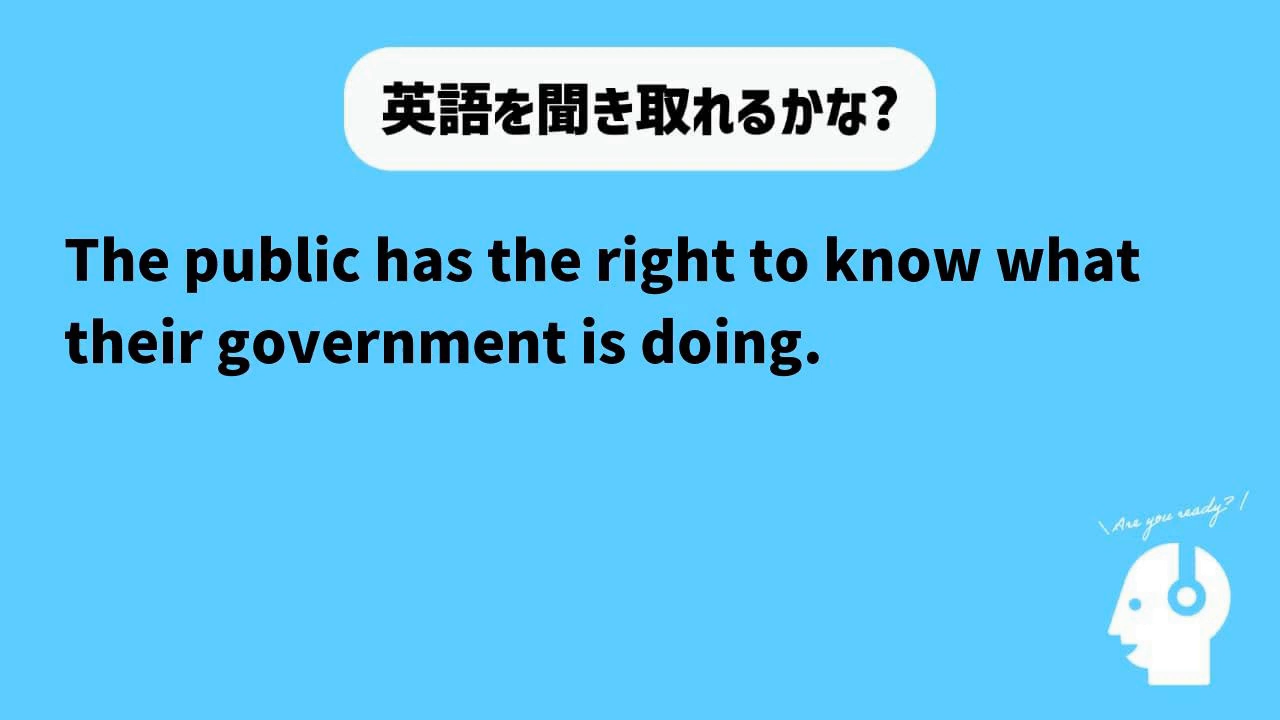 英語を聞き取れるかな?
The public has the right to know what
their government is doing.
\ Are you ready? /